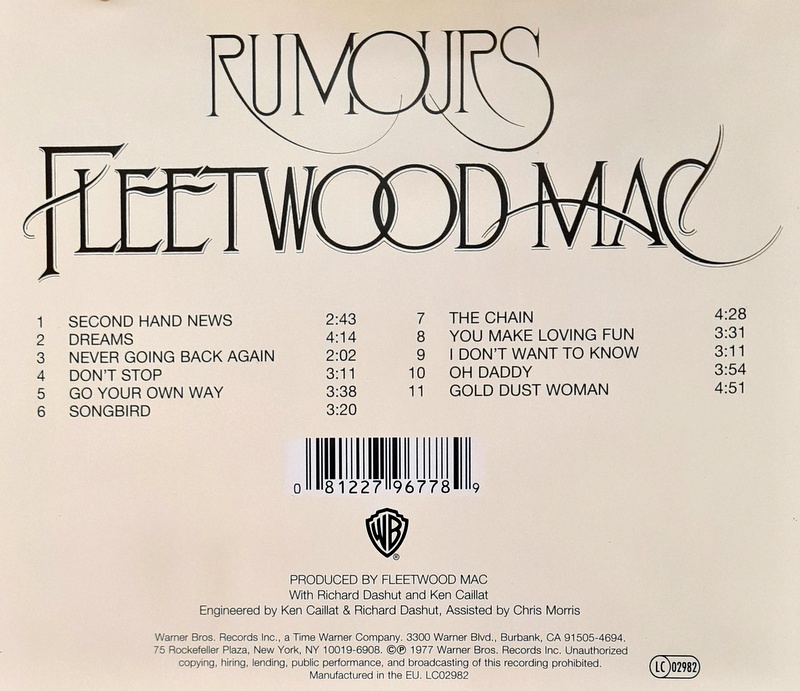 RUMOURS
FLEETWOOD MAC
1 SECOND HAND NEWS 2:43
2 DREAMS 4:14
3 NEVER GOING BACK AGAIN 2:02
4 DON'T STOP 3:11
5 GO YOUR OWN WAY 3:38
6 SONGBIRD 3:20
7 THE CHAIN 4:28
8 YOU MAKE LOVING FUN 3:31
9 I DON'T WANT TO KNOW 3:11
10 OH DADDY 3:54
11 GOLD DUST WOMAN 4:51
0 81227 96778 9
WB ®
PRODUCED BY FLEETWOOD MAC
With Richard Dashut and Ken Caillat
Engineered by Ken Caillat & Richard Dashut, Assisted by Chris Morris
Warner Bros. Records Inc., a Time Warner Company. 3300 Warner Blvd., Burbank, CA 91505-4694.
75 Rockefeller Plaza, New York, NY 10019-6908. ©℗ 1977 Warner Bros. Records Inc. Unauthorized
copying, hiring, lending, public performance, and broadcasting of this recording prohibited.
Manufactured in the EU. LC02982
LC 02982